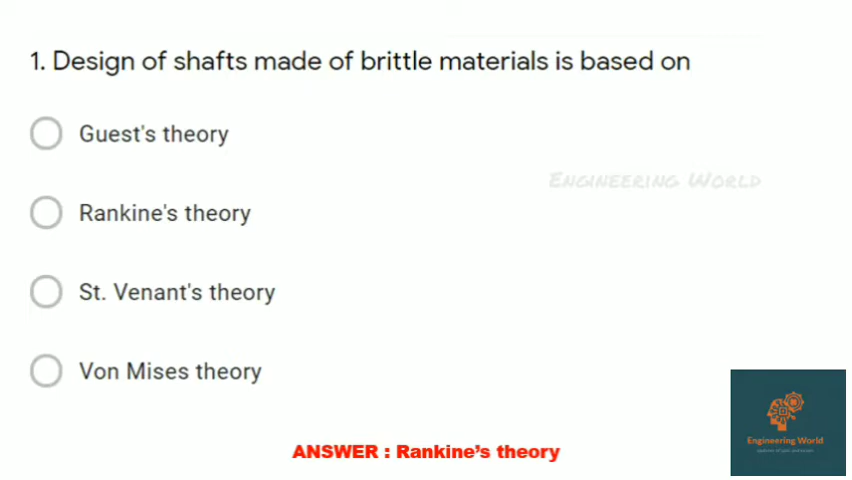 1. Design of shafts made of brittle materials is based on
Guest's theory
ENGINEERING WORLD
Rankine's theory
St. Venant's theory
Von Mises theory
Engineering World
ANSWER : Rankine's theory